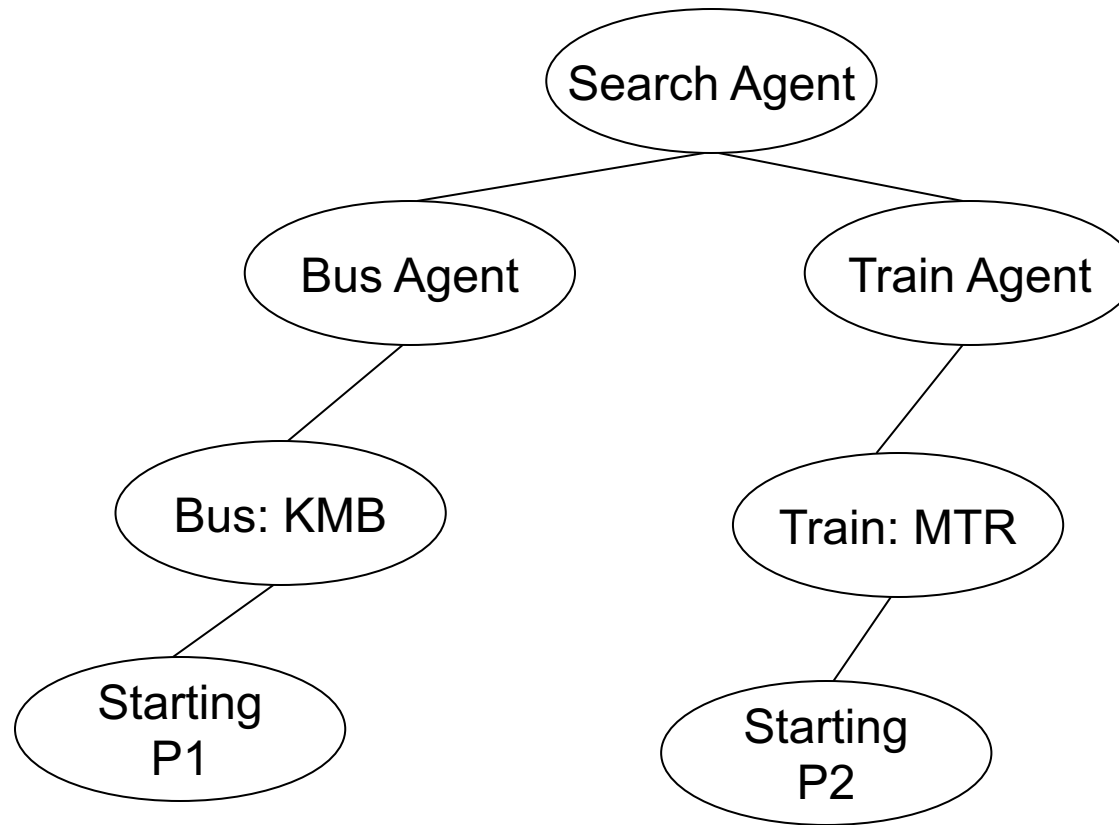 Search Agent
Bus Agent
Train Agent
Bus: KMB
Train: MTR
Starting
P1
Starting
P2